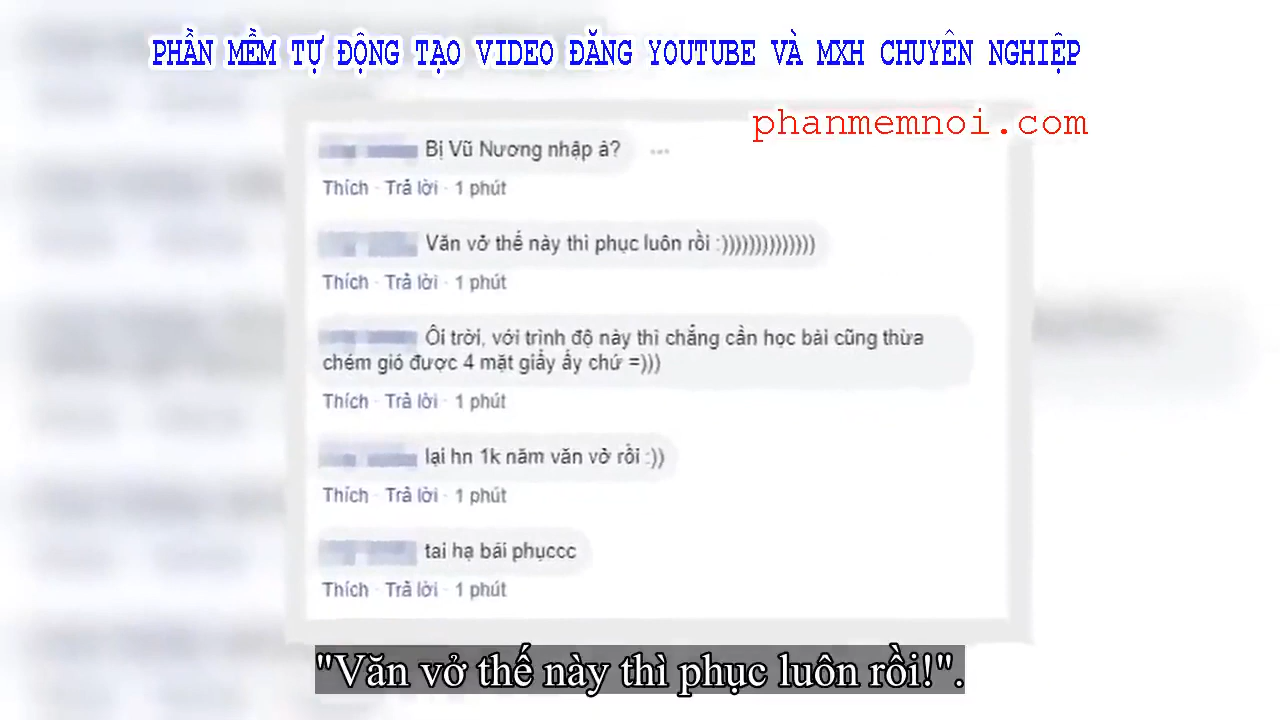 PHẦN MỀM TỰ ĐỘNG TẠO VIDEO ĐĂNG YOUTUBE VÀ MXH CHUYÊN NGHIỆP
phanmemnoi.com
Bị Vũ Nương nhập à? ...
Thích · Trả lời · 1 phút
Văn vở thế này thì phục luôn rồi :))))))))))))))
Thích · Trả lời · 1 phút
Ôi trời, với trình độ này thì chẳng cần học bài cũng thừa
chém gió được 4 mặt giấy ấy chứ =)))
Thích · Trả lời · 1 phút
lại hn 1k năm văn vở rồi :))
Thích · Trả lời · 1 phút
tai hạ bái phụccc
Thích · Trả lời · 1 phút
"Văn vở thế này thì phục luôn rồi!".